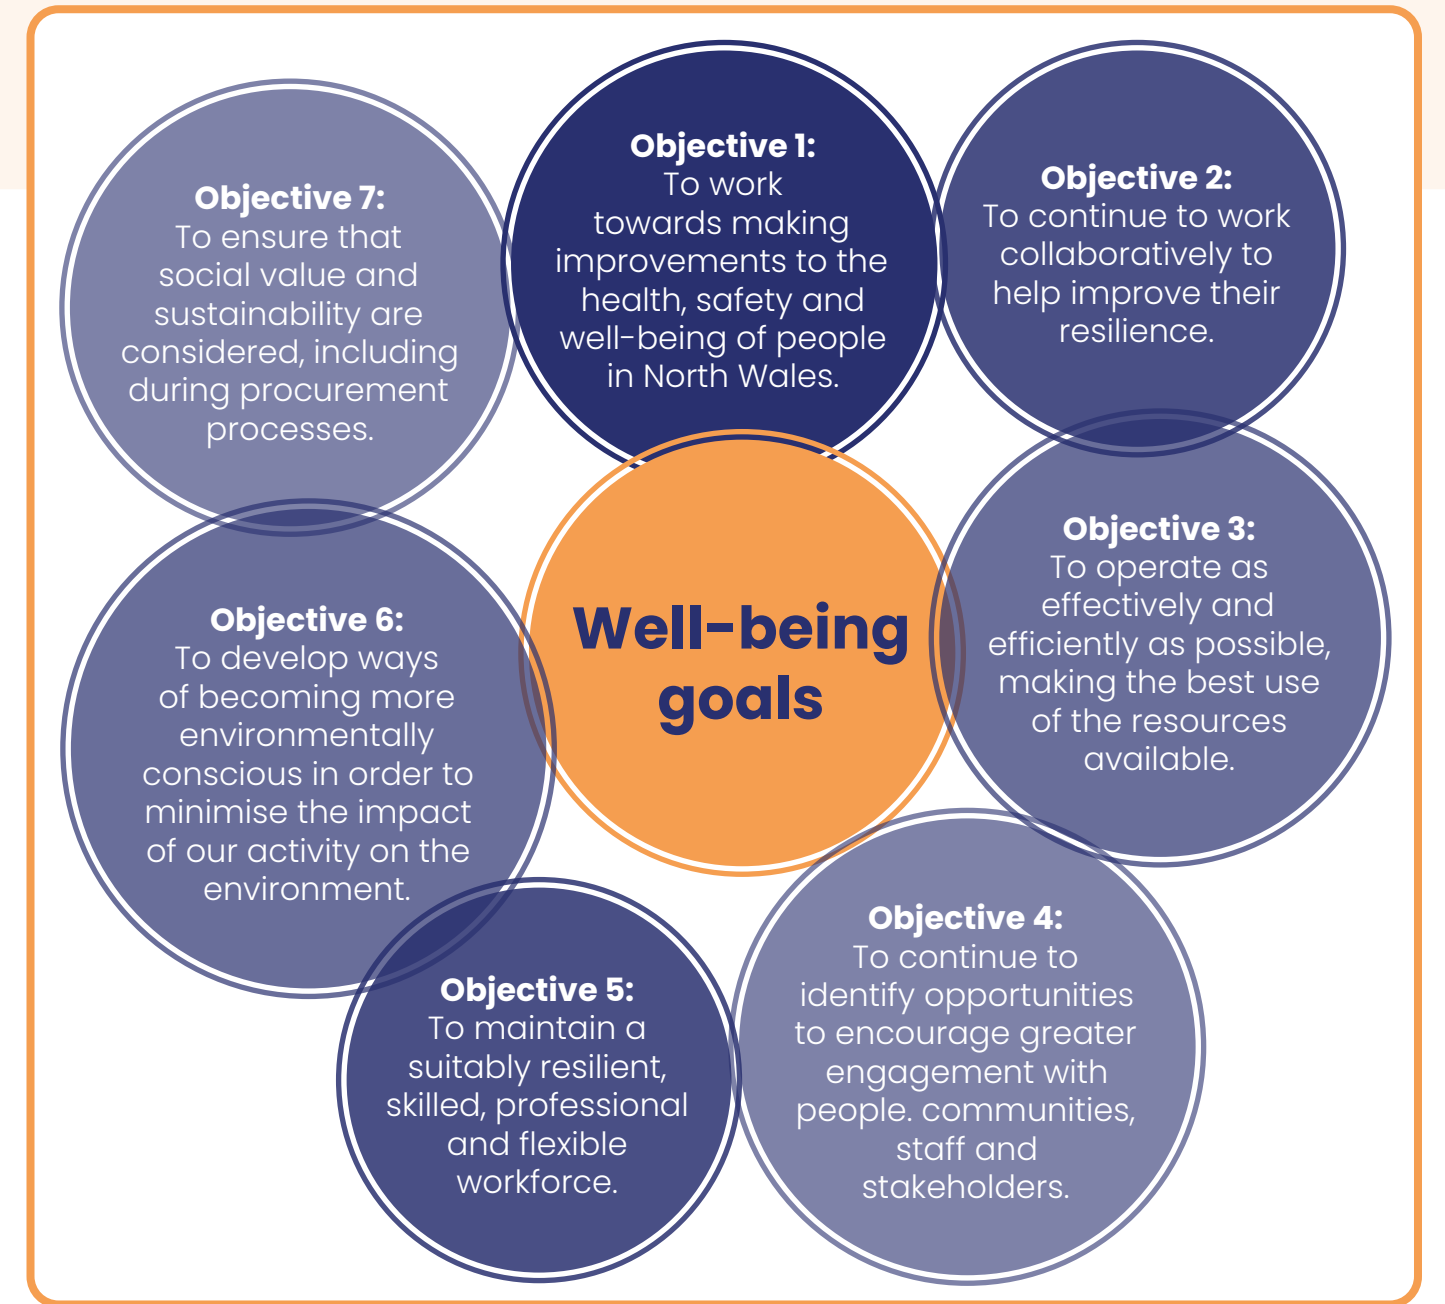 Objective 1:
To work
towards making
improvements to the
health, safety and
well-being of people
in North Wales.
Objective 2:
To continue to work
collaboratively to
help improve their
resilience.
Objective 3:
To operate as
effectively and
efficiently as possible,
making the best use
of the resources
available.
Objective 4:
To continue to
identify opportunities
to encourage greater
engagement with
people. communities,
staff and
stakeholders.
Objective 5:
To maintain a
suitably resilient,
skilled, professional
and flexible
workforce.
Objective 6:
To develop ways
of becoming more
environmentally
conscious in order to
minimise the impact
of our activity on the
environment.
Objective 7:
To ensure that
social value and
sustainability are
considered, including
during procurement
processes.
Well-being
goals